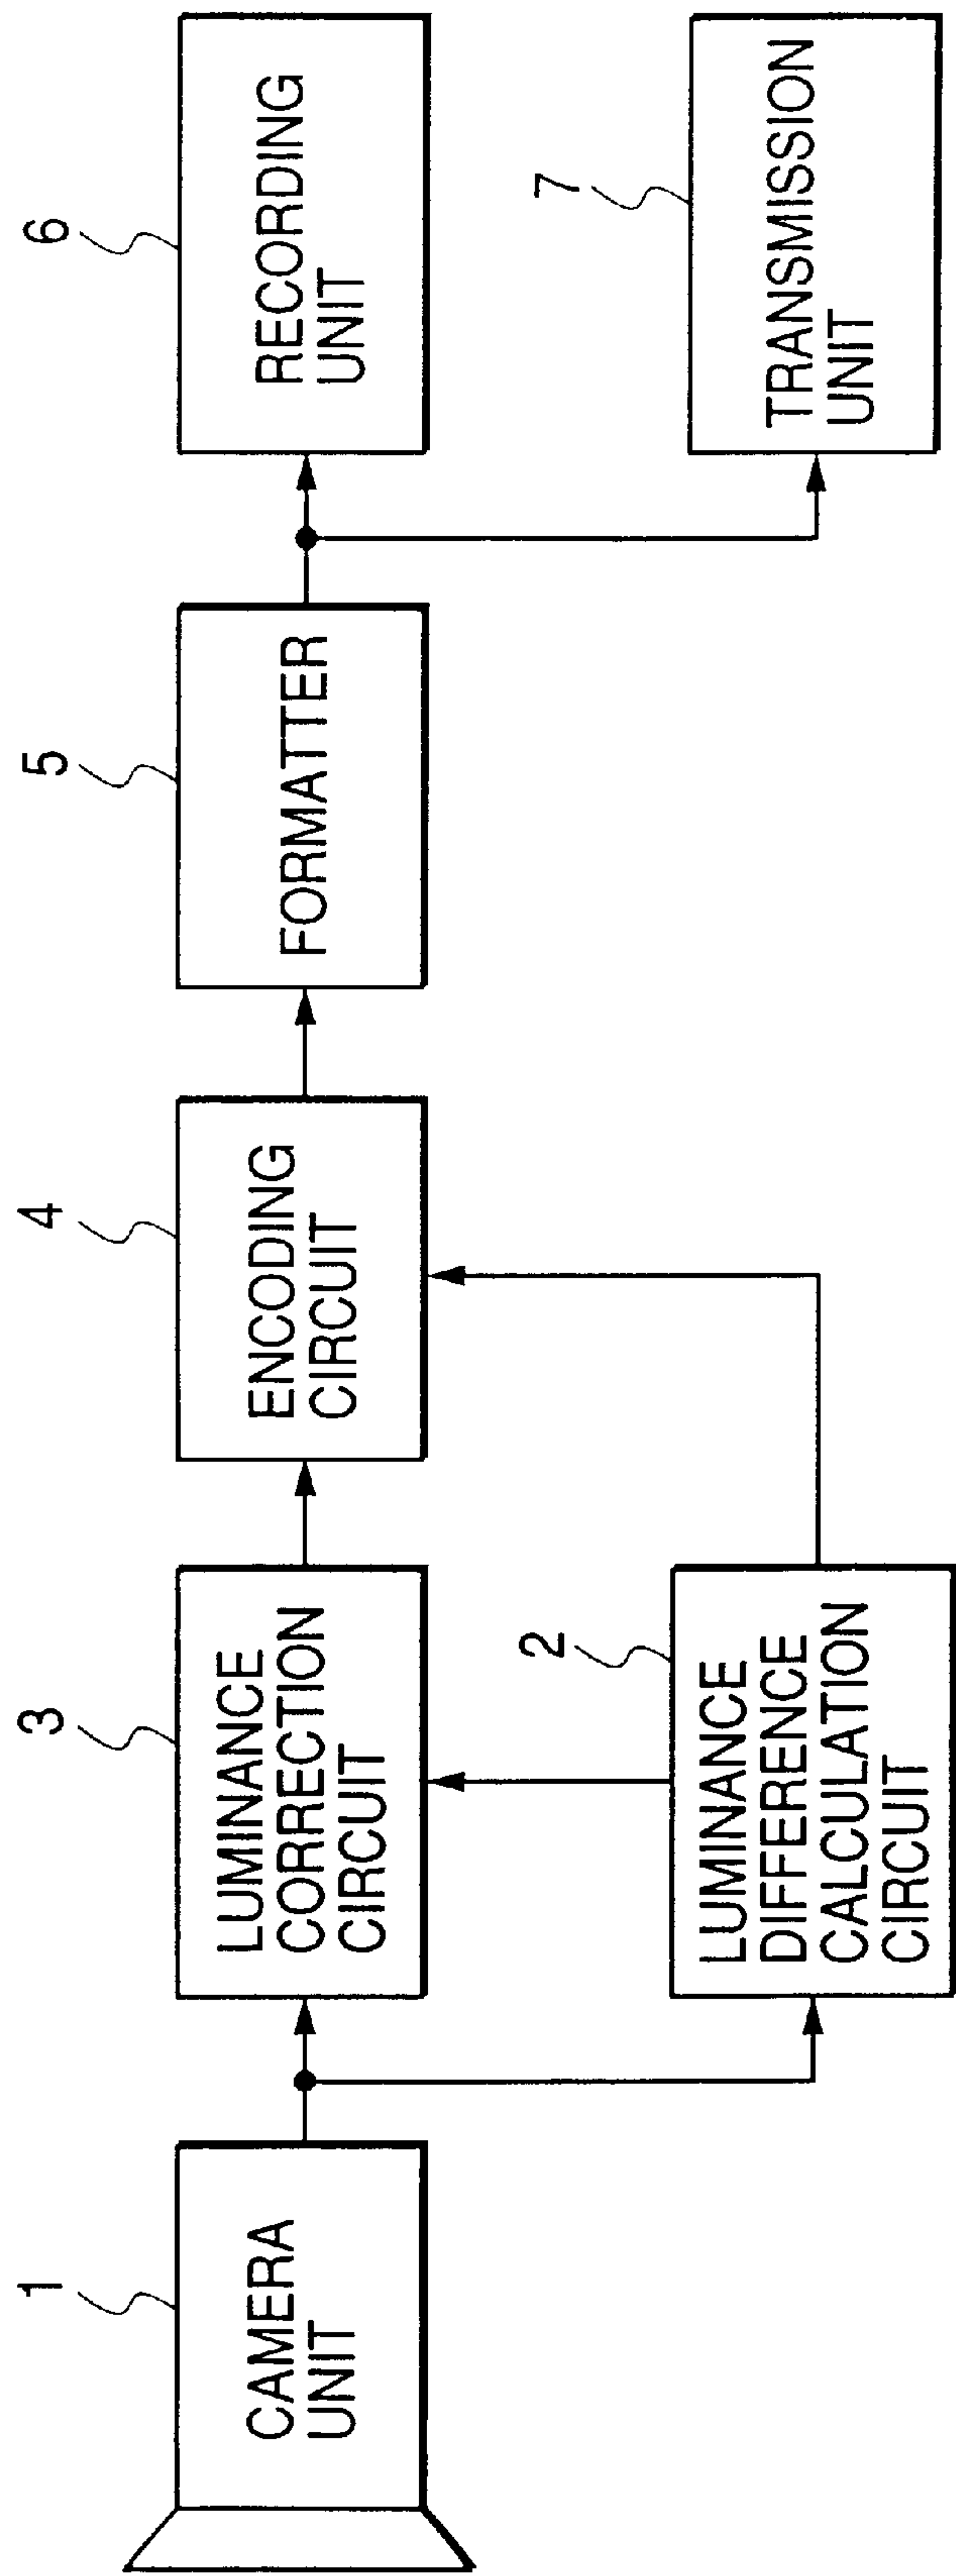 1
CAMERA
UNIT
3
LUMINANCE
CORRECTION
CIRCUIT
2
LUMINANCE
DIFFERENCE
CALCULATION
CIRCUIT
4
ENCODING
CIRCUIT
5
FORMATTER
6
RECORDING
UNIT
7
TRANSMISSION
UNIT